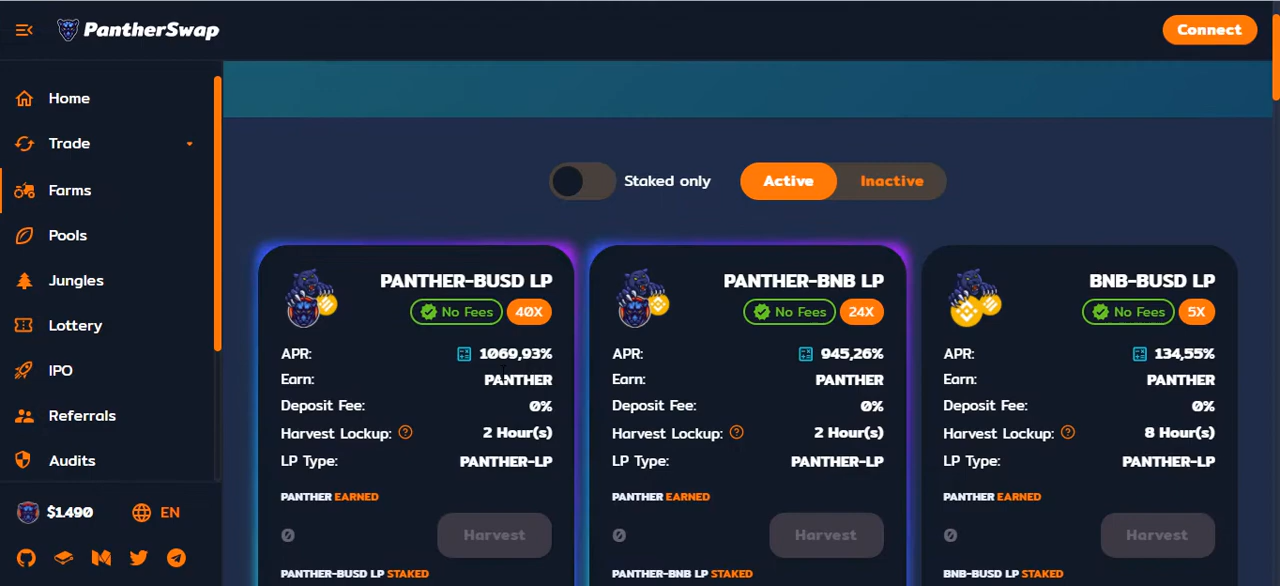 PantherSwap
Connect
Home
Trade
Farms
Pools
Jungles
Lottery
IPO
Referrals
Audits
$1.490
EN
Staked only
Active
Inactive
PANTHER-BUSD LP
No Fees
40X
APR:
1069,93%
Earn:
PANTHER
Deposit Fee:
0%
Harvest Lockup:
2 Hour(s)
LP Type:
PANTHER-LP
PANTHER EARNED
0
Harvest
PANTHER-BUSD LP STAKED
PANTHER-BNB LP
No Fees
24X
APR:
945,26%
Earn:
PANTHER
Deposit Fee:
0%
Harvest Lockup:
2 Hour(s)
LP Type:
PANTHER-LP
PANTHER EARNED
0
Harvest
PANTHER-BNB LP STAKED
BNB-BUSD LP
No Fees
5X
APR:
134,55%
Earn:
PANTHER
Deposit Fee:
0%
Harvest Lockup:
8 Hour(s)
LP Type:
PANTHER-LP
PANTHER EARNED
0
Harvest
BNB-BUSD LP STAKED